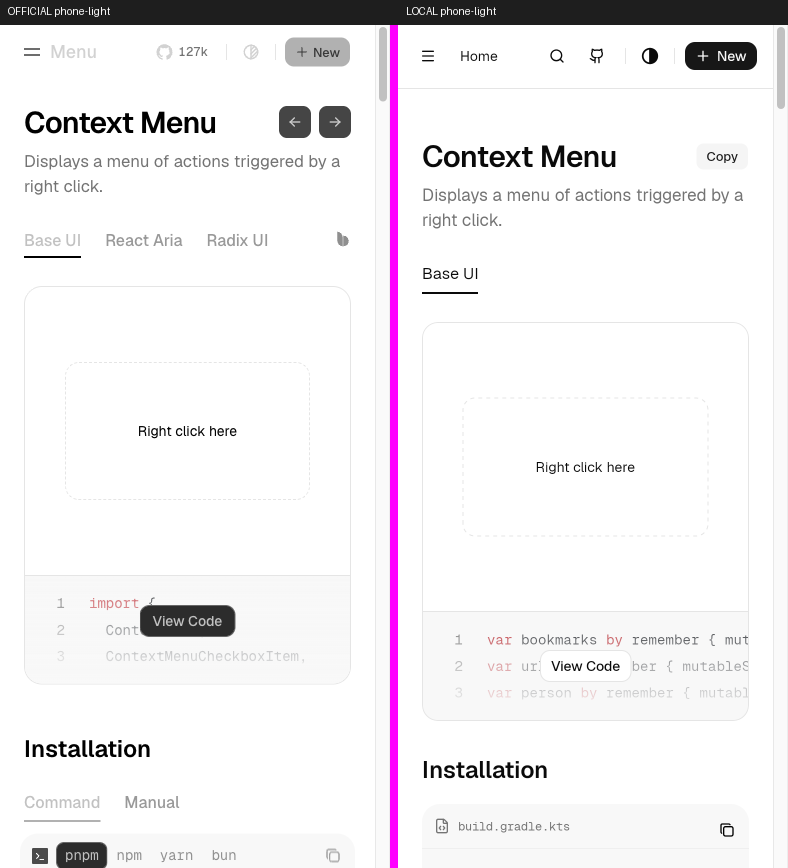 OFFICIAL phone-light
Menu
127k
New
Context Menu
Displays a menu of actions triggered by a
right click.
Base UI
React Aria
Radix UI
Right click here
1 import {
2 Cont
View Code
3 ContextMenuCheckboxItem,
Installation
Command
Manual
pnpm
npm
yarn
bun
LOCAL phone-light
Home
New
Context Menu
Copy
Displays a menu of actions triggered by a
right click.
Base UI
Right click here
1 var bookmarks by remember { mut
2 var ur ber { mutableS
View Code
3 var person by remember { mutabl
Installation
build.gradle.kts